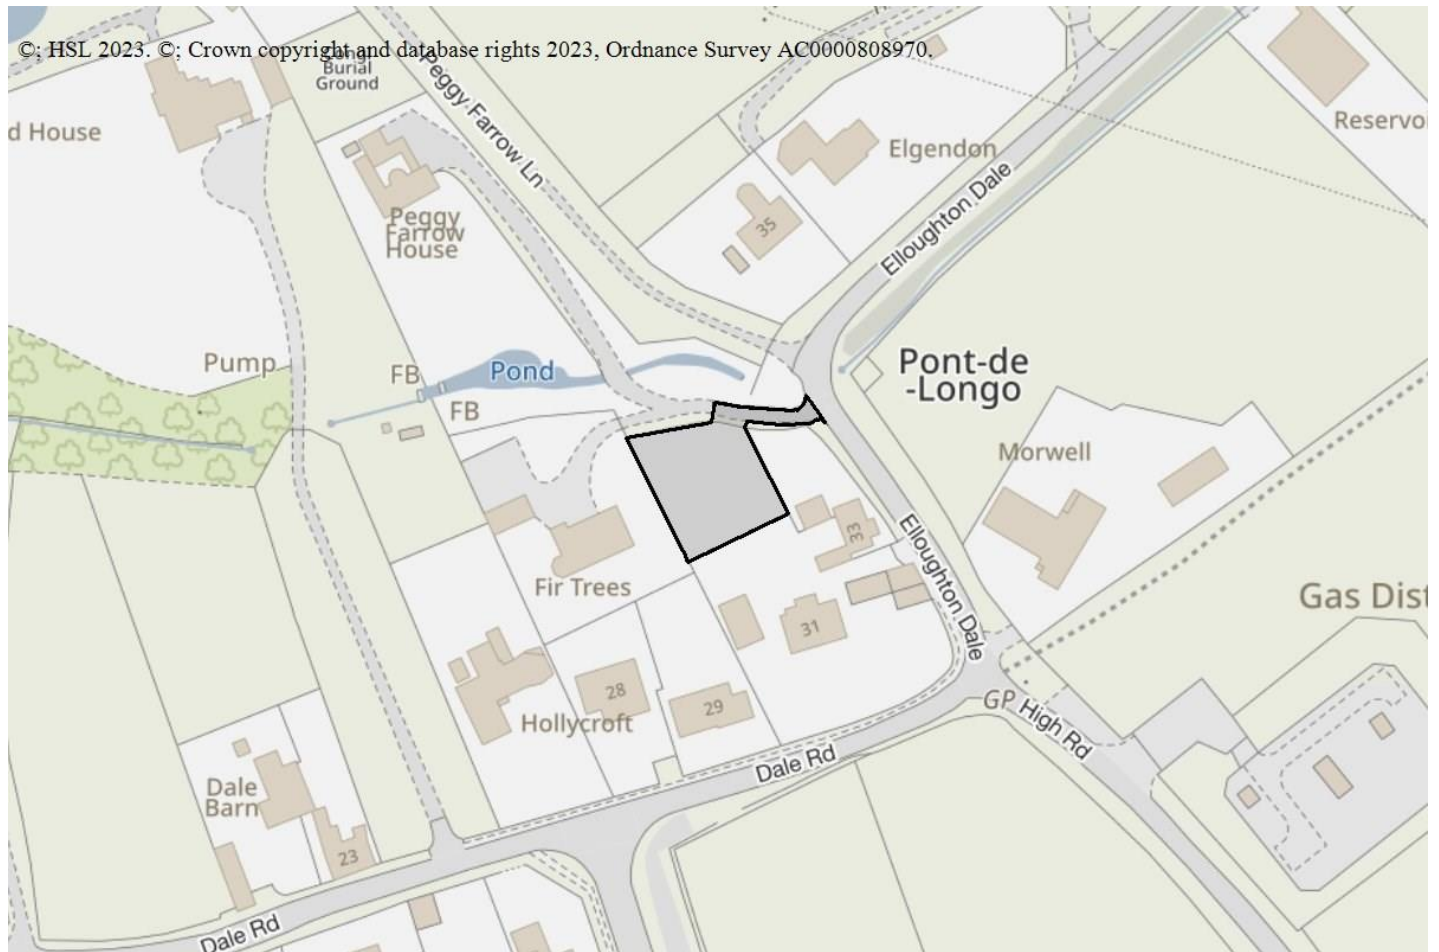 ©; HSL 2023. ©; Crown copyright and database rights 2023, Ordnance Survey AC0000808970.
Burial
Ground
Peggy Farrow Ln
d House
Reservo
Elgendon
35
Peggy
Farrow
House
Elloughton Dale
Pump
FB
Pond
FB
Pont-de
-Longo
Morwell
33
Elloughton Dale
Fir Trees
Gas Dist
31
28
29
Hollycroft
GP
High Rd
Dale Rd
Dale
Barn
23
Dale Rd